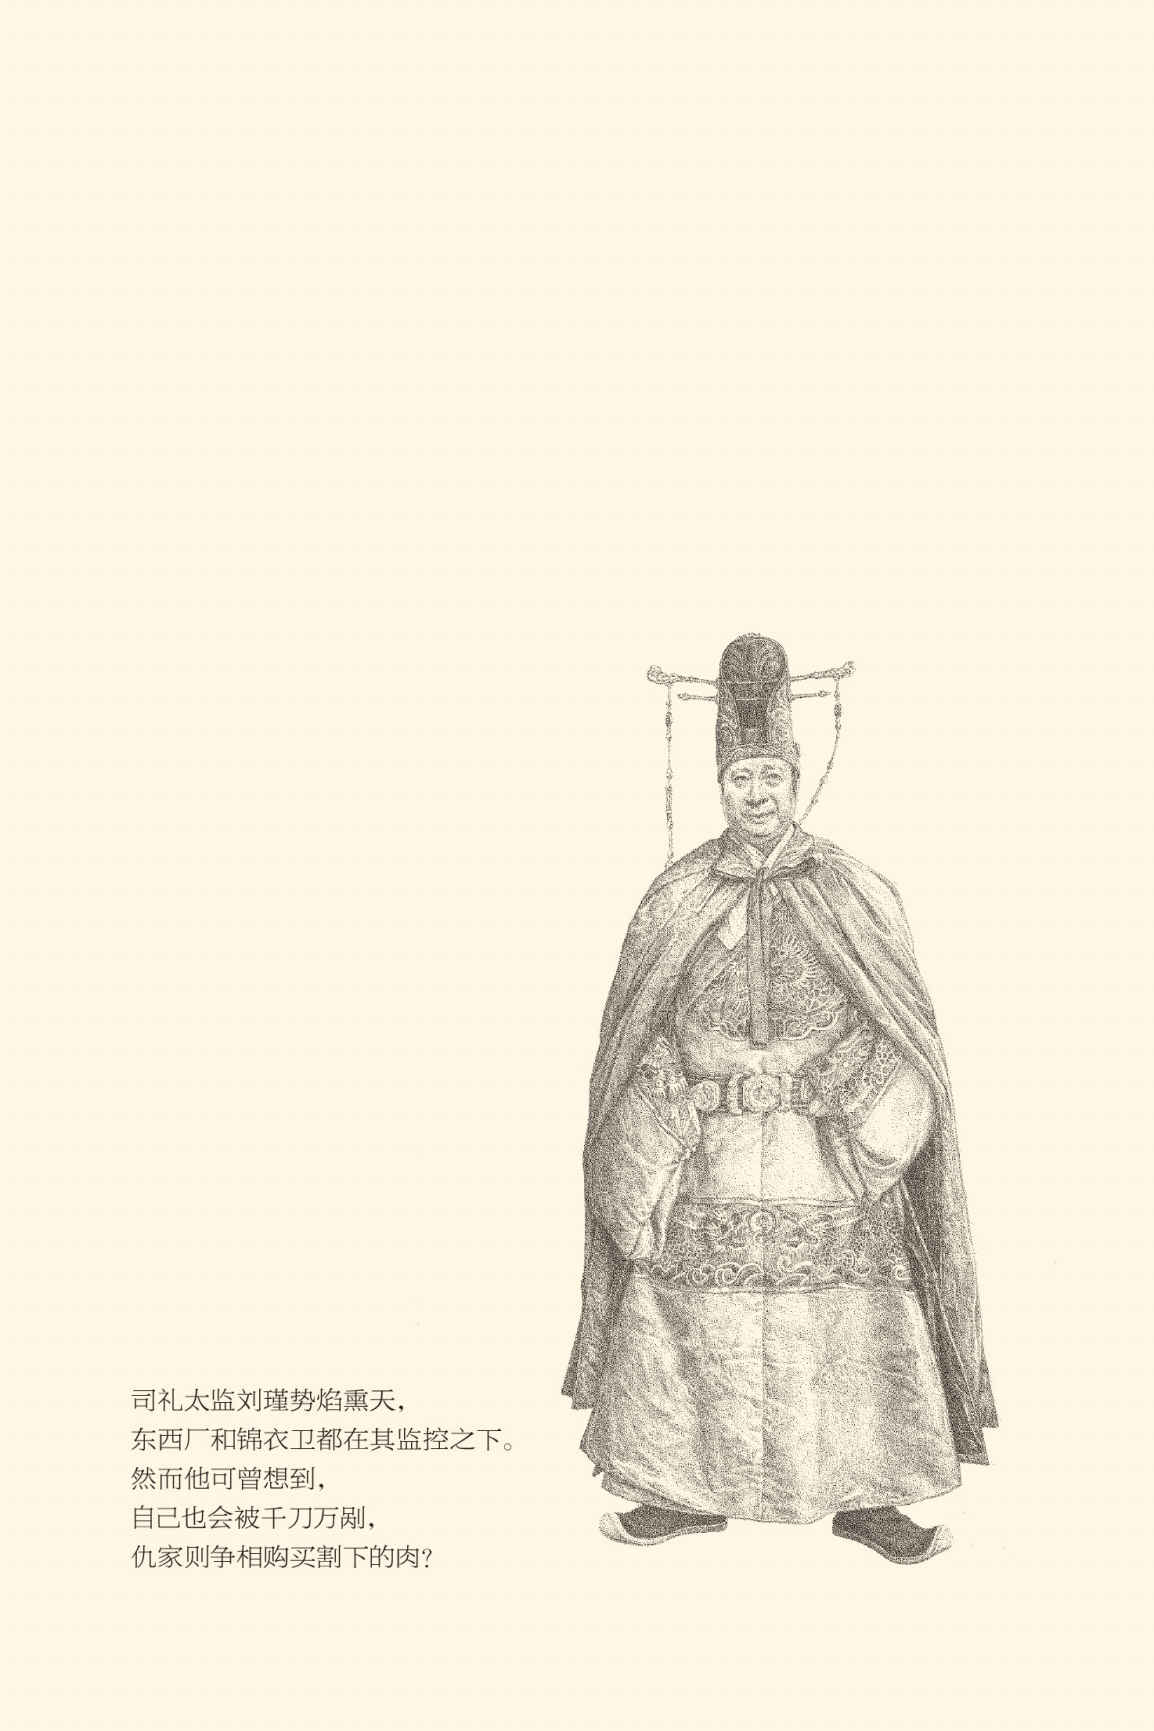 司礼太监刘瑾势焰熏天，
东西厂和锦衣卫都在其监控之下。
然而他可曾想到，
自己也会被千刀万剐，
仇家则争相购买割下的肉？